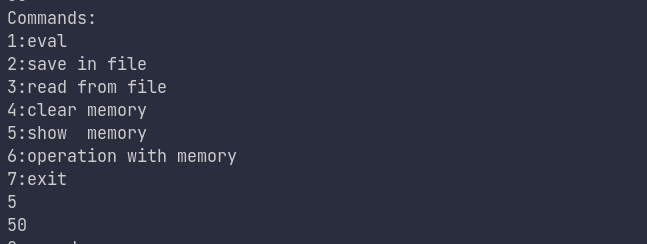 Commands:
1:eval
2:save in file
3:read from file
4:clear memory
5:show  memory
6:operation with memory
7:exit
5
50